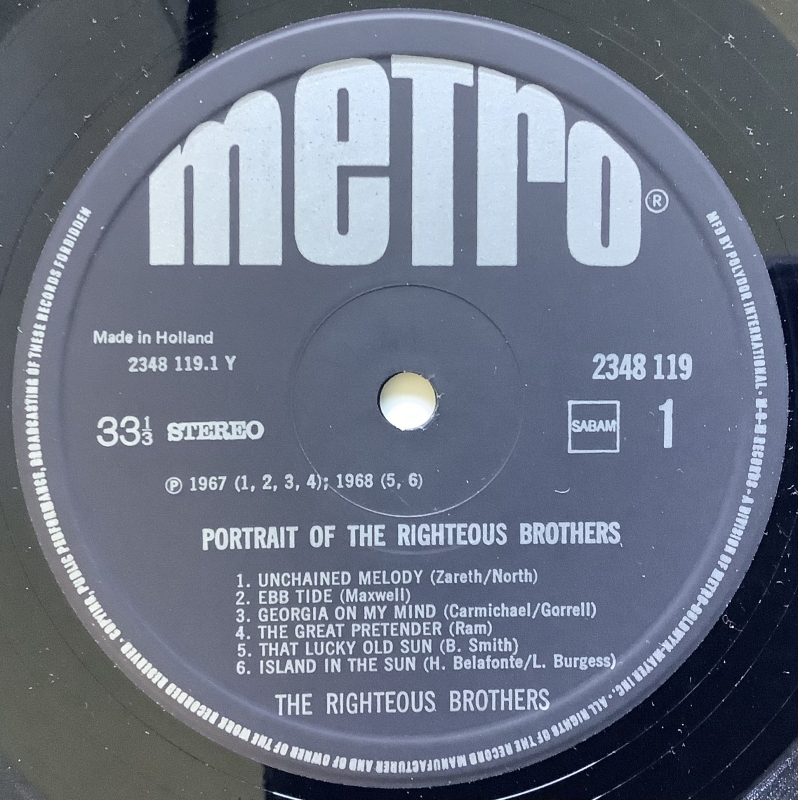 metro®
Made in Holland
2348 119.1 Y
2348 119
33⅓ STEREO
SABAM
1
℗ 1967 (1, 2, 3, 4); 1968 (5, 6)
PORTRAIT OF THE RIGHTEOUS BROTHERS
1. UNCHAINED MELODY (Zareth/North)
2. EBB TIDE (Maxwell)
3. GEORGIA ON MY MIND (Carmichael/Gorrell)
4. THE GREAT PRETENDER (Ram)
5. THAT LUCKY OLD SUN (B. Smith)
6. ISLAND IN THE SUN (H. Belafonte/L. Burgess)
THE RIGHTEOUS BROTHERS
MFD BY POLYDOR INTERNATIONAL · M-G-M RECORDS - A DIVISION OF METRO-GOLDWYN-MAYER INC., ALL RIGHTS OF THE RECORD MANUFACTURER AND OF OWNER OF THE WORK RECORDED RESERVED · COPYING, PUBLIC PERFORMANCE, BROADCASTING OF THESE RECORDS FORBIDDEN